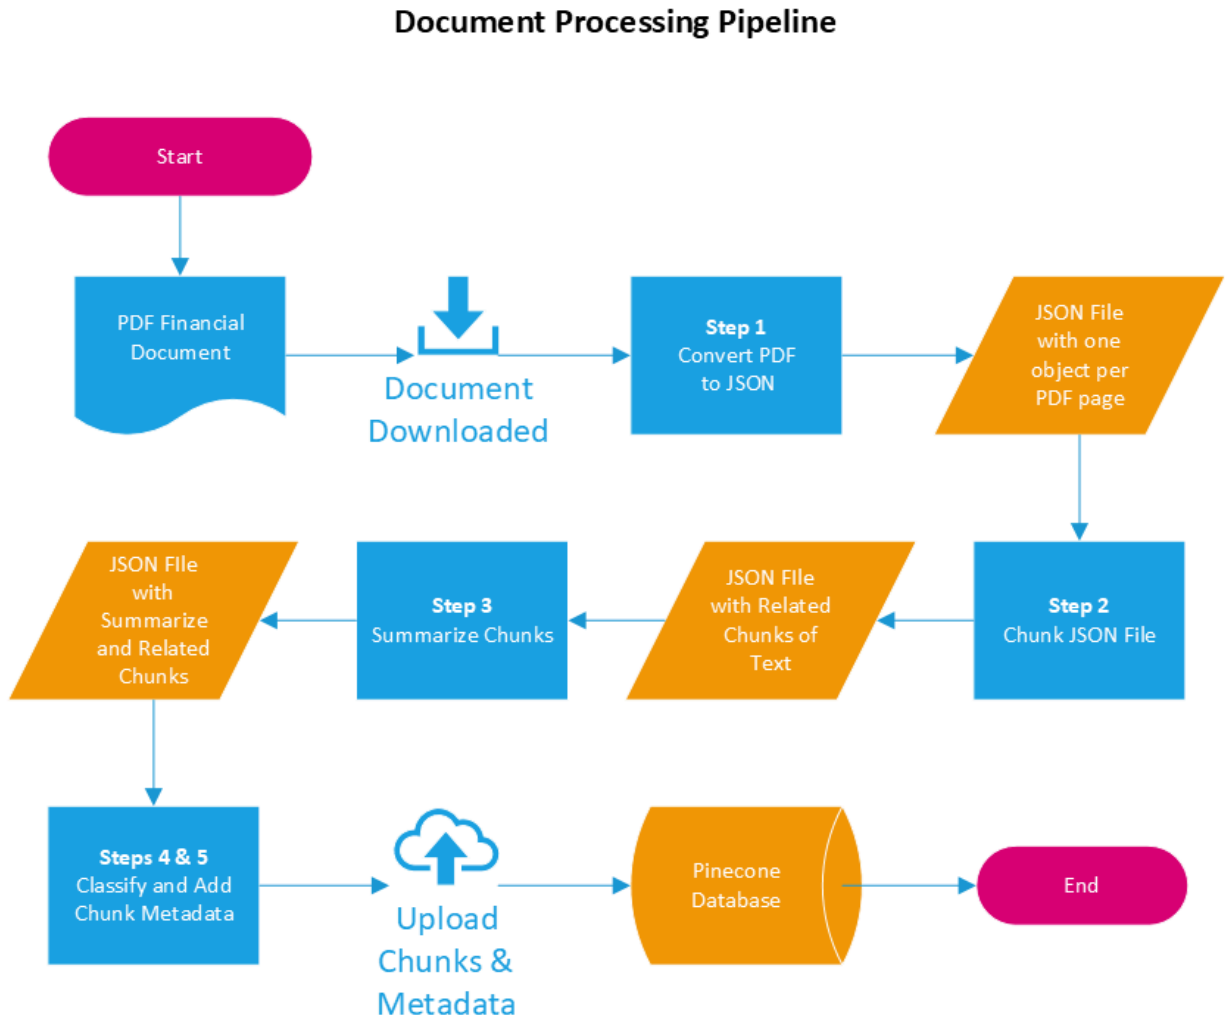 Document Processing Pipeline
Start
PDF Financial
Document
Document
Downloaded
Step 1
Convert PDF
to JSON
JSON File
with one
object per
PDF page
Step 2
Chunk JSON File
JSON FIle
with Related
Chunks of
Text
Step 3
Summarize Chunks
JSON FIle
with
Summarize
and Related
Chunks
Steps 4 & 5
Classify and Add
Chunk Metadata
Upload
Chunks &
Metadata
Pinecone
Database
End